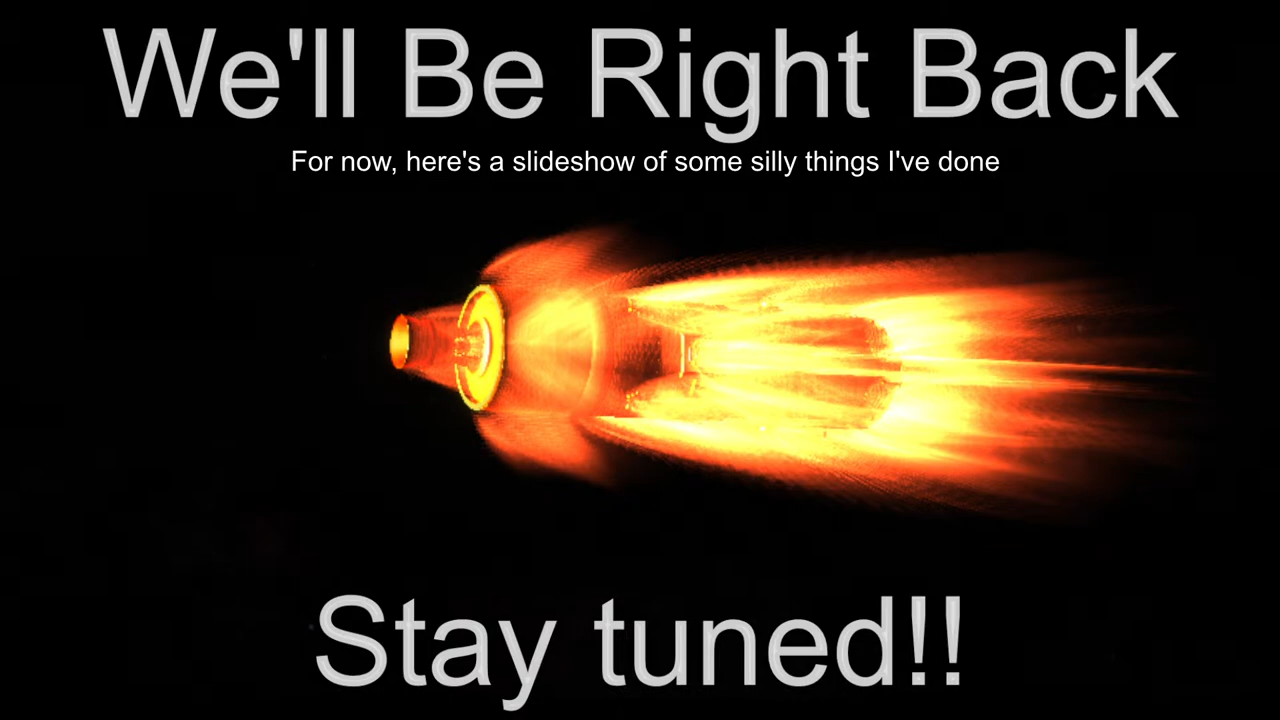 We'll Be Right Back
For now, here's a slideshow of some silly things I've done
Stay tuned!!